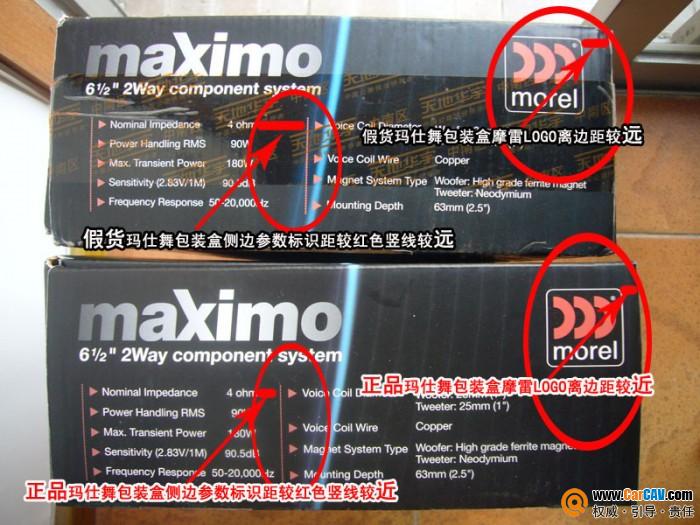 maximo
6½" 2Way component system
Nominal Impedance 4 ohm
Power Handling RMS 90W
Max. Transient Power 180W
Sensitivity (2.83V/1M) 90.5dB
Frequency Response 50-20,000Hz
Voice Coil Diameter
Voice Coil Wire Copper
Magnet System Type Woofer: High grade ferrite magnet
Tweeter: Neodymium
Mounting Depth 63mm (2.5")
morel
天地华宇
假货玛仕舞包装盒摩雷LOGO离边距较远
假货玛仕舞包装盒侧边参数标识距较红色竖线较远
maximo
6½" 2Way component system
Nominal Impedance 4 ohm
Power Handling RMS 90W
Max. Transient Power 180W
Sensitivity (2.83V/1M) 90.5dB
Frequency Response 50-20,000Hz
Voice Coil
Tweeter: 25mm (1")
Voice Coil Wire Copper
Magnet System Type Woofer: High grade ferrite magnet
Tweeter: Neodymium
Mounting Depth 63mm (2.5")
morel
正品玛仕舞包装盒摩雷LOGO离边距较近
正品玛仕舞包装盒侧边参数标识距较红色竖线较近
www.CarCAV.com
权威·引导·责任